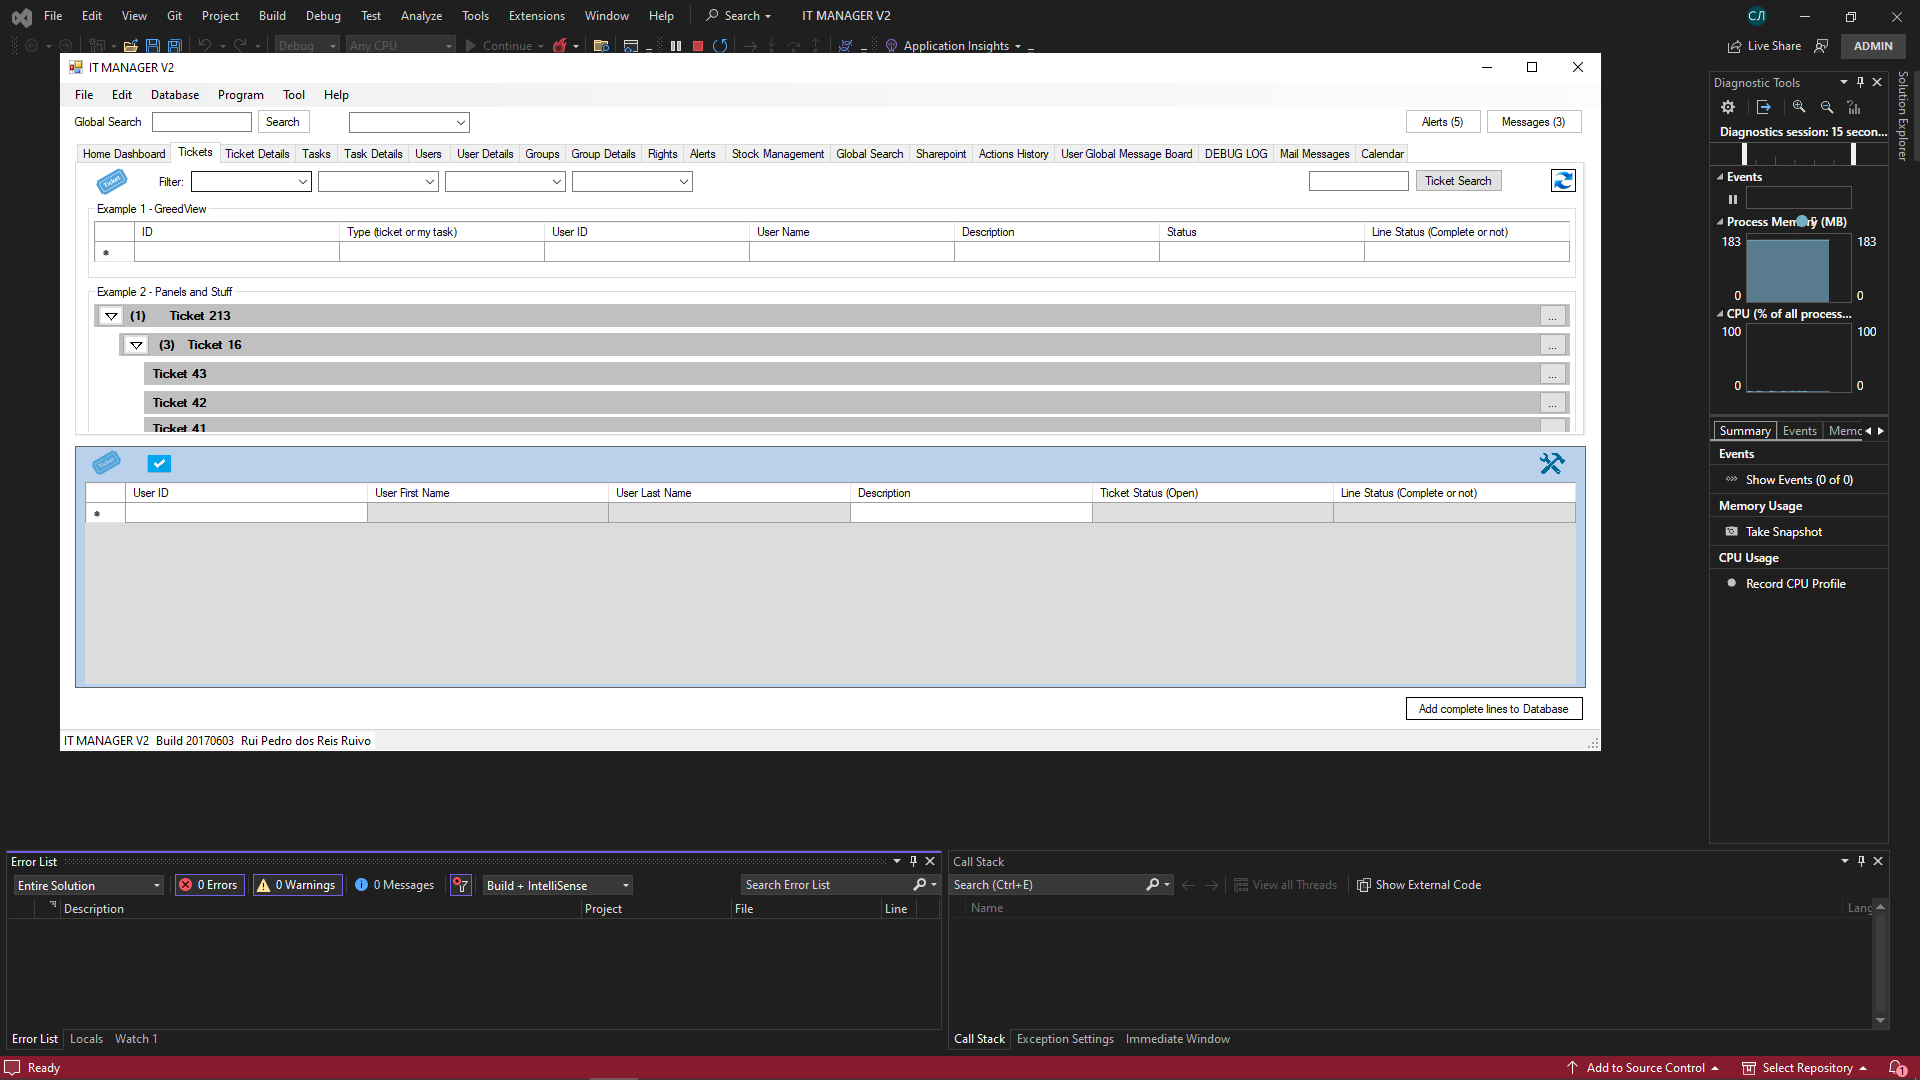 File Edit View Git Project Build Debug Test Analyze Tools Extensions Window Help Search IT MANAGER V2 СЛ
Debug Any CPU Continue Application Insights Live Share ADMIN
IT MANAGER V2
File Edit Database Program Tool Help
Global Search Search Alerts (5) Messages (3)
Home Dashboard Tickets Ticket Details Tasks Task Details Users User Details Groups Group Details Rights Alerts Stock Management Global Search Sharepoint Actions History User Global Message Board DEBUG LOG Mail Messages Calendar
Ticket Filter: Ticket Search
Example 1 - GreedView
ID Type (ticket or my task) User ID User Name Description Status Line Status (Complete or not)
Example 2 - Panels and Stuff
(1) Ticket 213 ...
(3) Ticket 16 ...
Ticket 43 ...
Ticket 42 ...
Ticket 41
Ticket
User ID User First Name User Last Name Description Ticket Status (Open) Line Status (Complete or not)
Add complete lines to Database
IT MANAGER V2 Build 20170603 Rui Pedro dos Reis Ruivo
Diagnostic Tools
Diagnostics session: 15 secon...
Events
Process Memory (MB)
183 183
0 0
CPU (% of all process...
100 100
0 0
Summary Events Memo
Events
Show Events (0 of 0)
Memory Usage
Take Snapshot
CPU Usage
Record CPU Profile
Solution Explorer
Error List
Entire Solution 0 Errors 0 Warnings 0 Messages Build + IntelliSense Search Error List
Description Project File Line
Error List Locals Watch 1
Call Stack
Search (Ctrl+E) View all Threads Show External Code
Name Lang
Call Stack Exception Settings Immediate Window
Ready Add to Source Control Select Repository 1